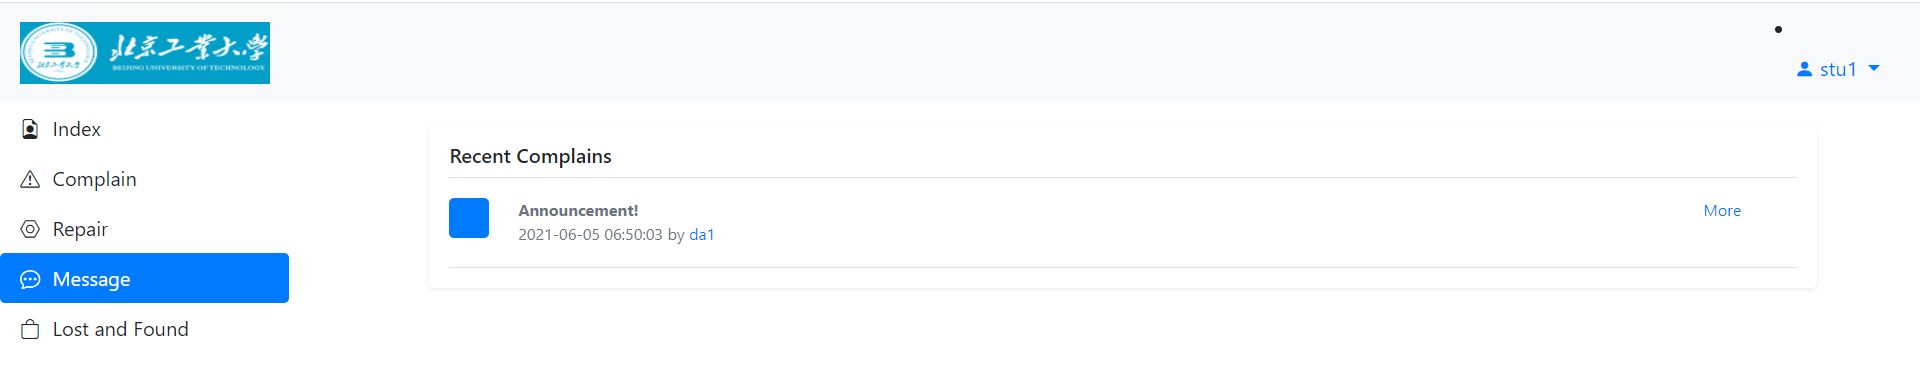 北京工業大学
BEIJING UNIVERSITY OF TECHNOLOGY
stu1
Index
Complain
Repair
Message
Lost and Found
Recent Complains
Announcement!
More
2021-06-05 06:50:03 by da1